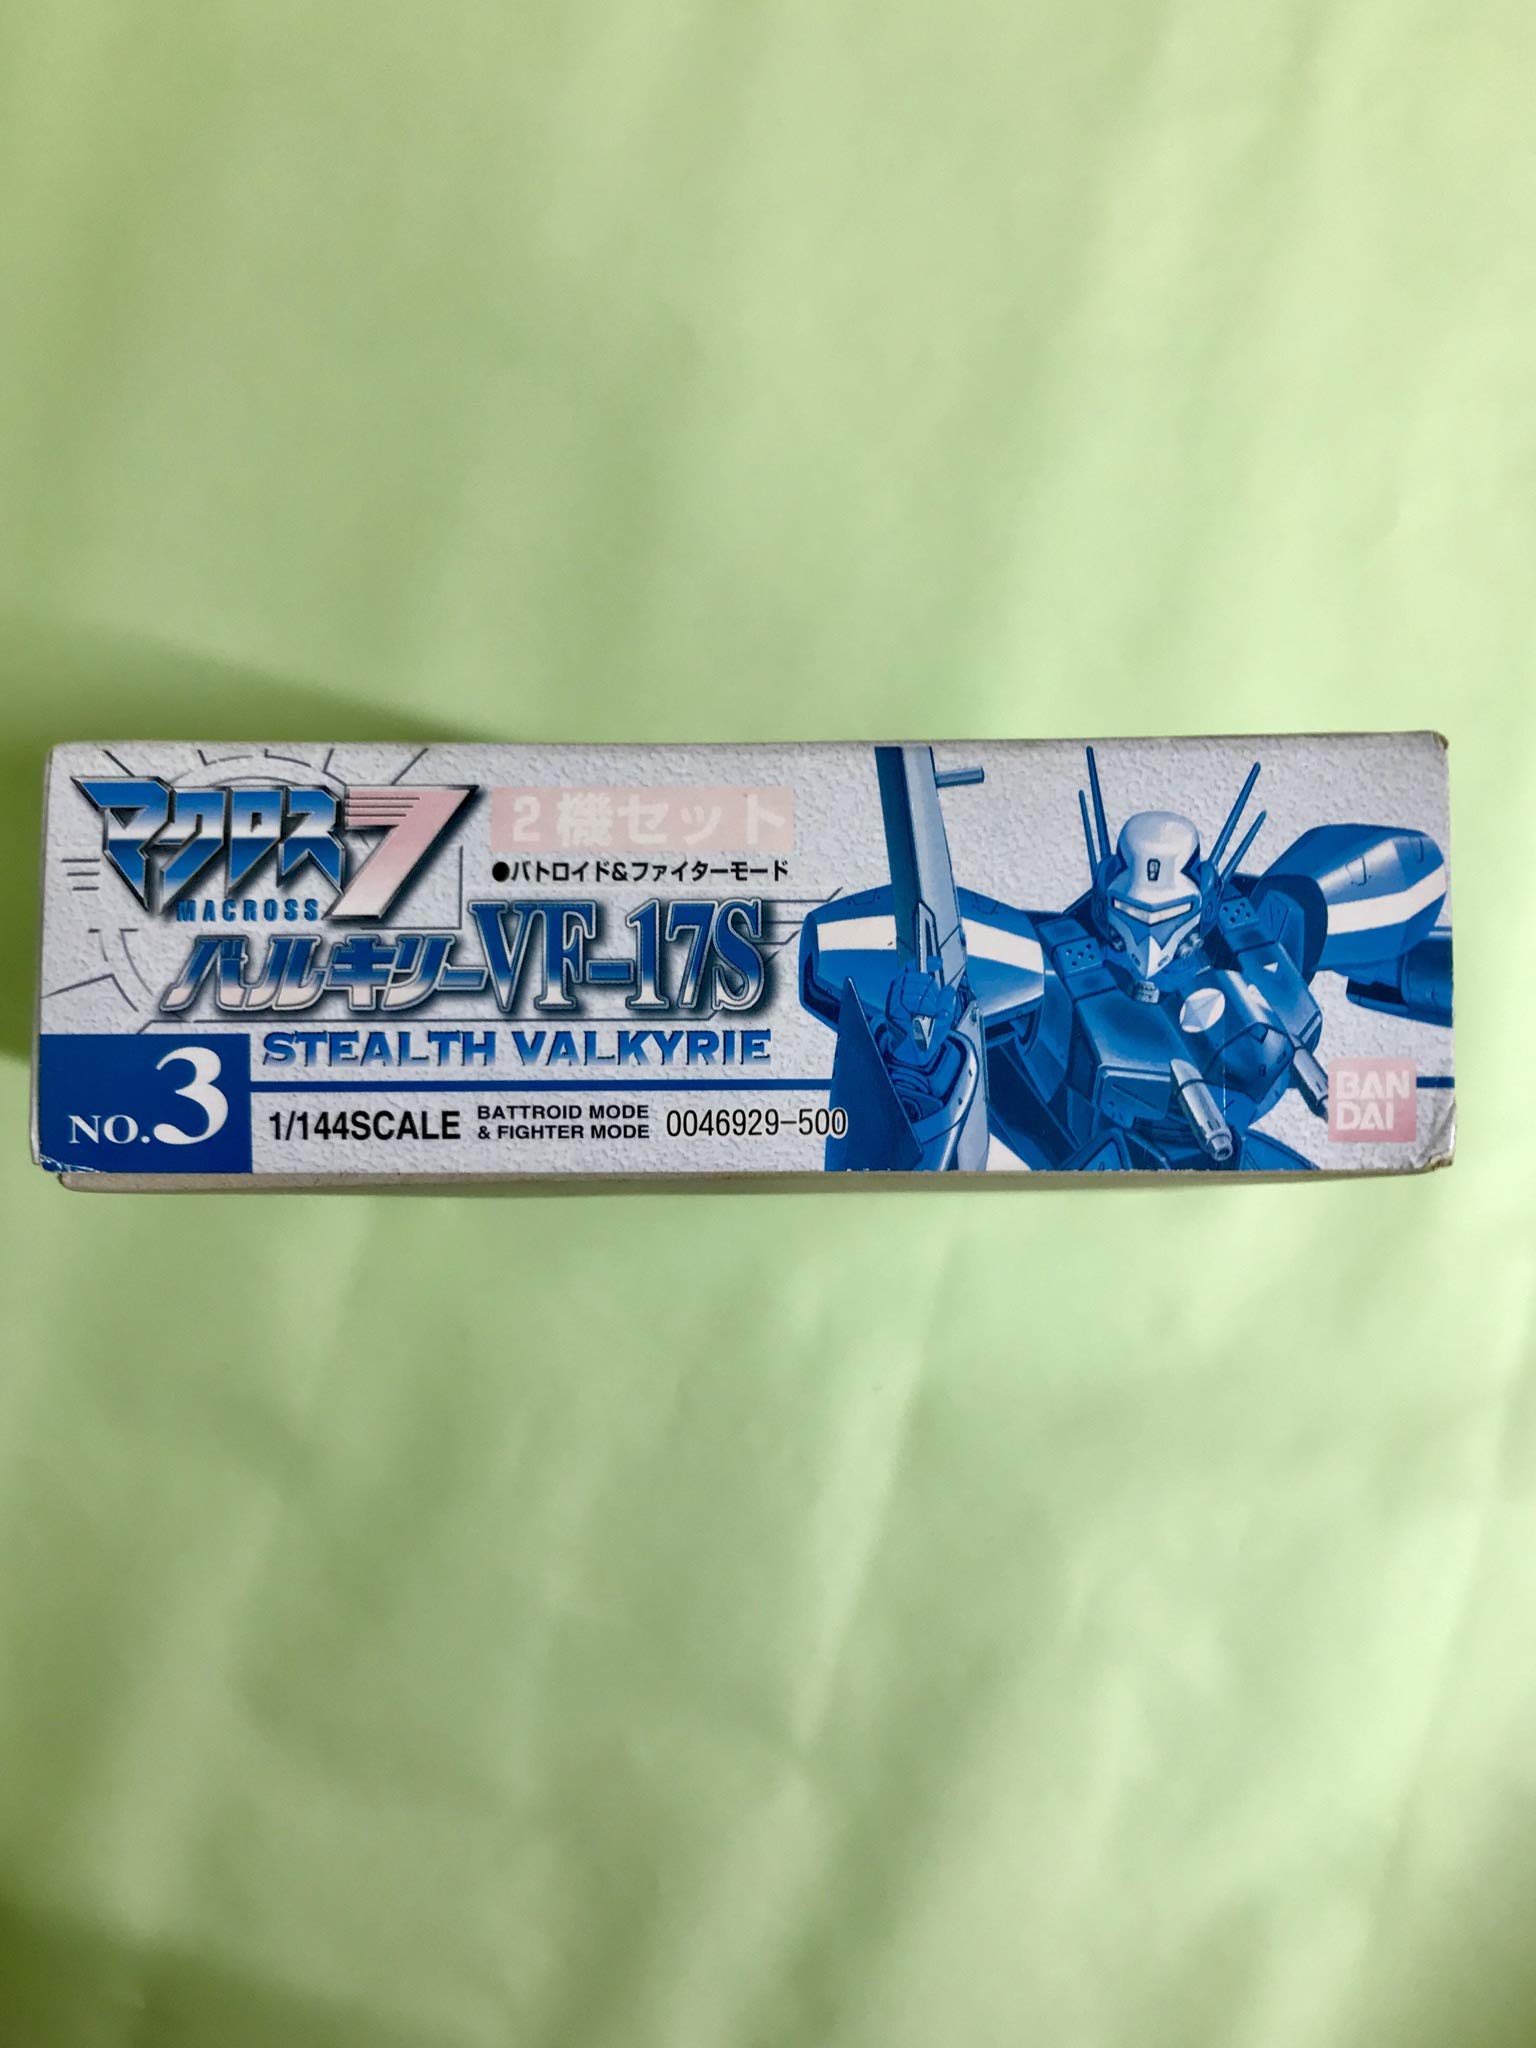 マクロス7
MACROSS
2機セット
●バトロイド&ファイターモード
バルキリーVF-17S
STEALTH VALKYRIE
NO.3
1/144SCALE
BATTROID MODE
& FIGHTER MODE
0046929-500
BAN
DAI